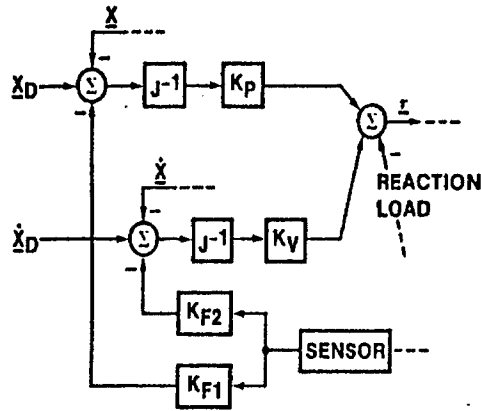 X
X_D
Σ
J⁻¹
K_P
Σ
τ
REACTION
LOAD
Ẋ
Ẋ_D
Σ
J⁻¹
K_V
K_F2
SENSOR
K_F1